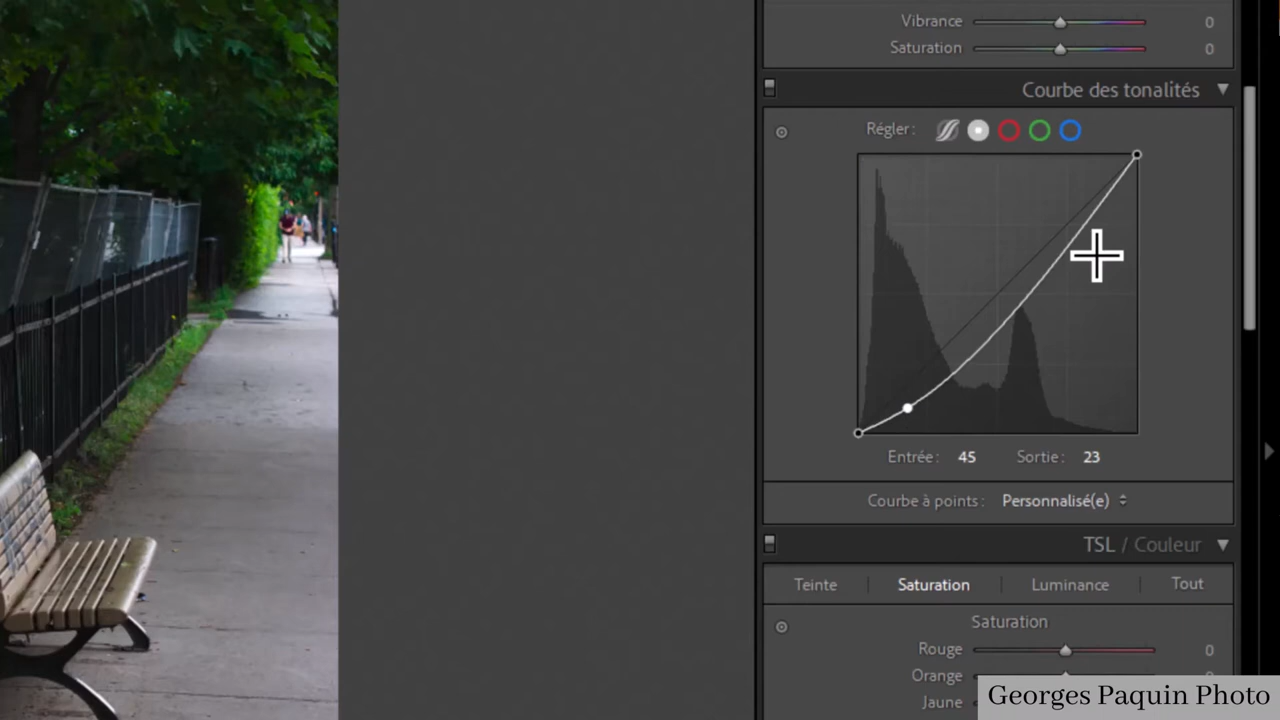 Vibrance 0
Saturation 0
Courbe des tonalités
Régler :
Entrée : 45 Sortie : 23
Courbe à points : Personnalisé(e)
TSL / Couleur
Teinte Saturation Luminance Tout
Saturation
Rouge 0
Orange 0
Jaune
Georges Paquin Photo